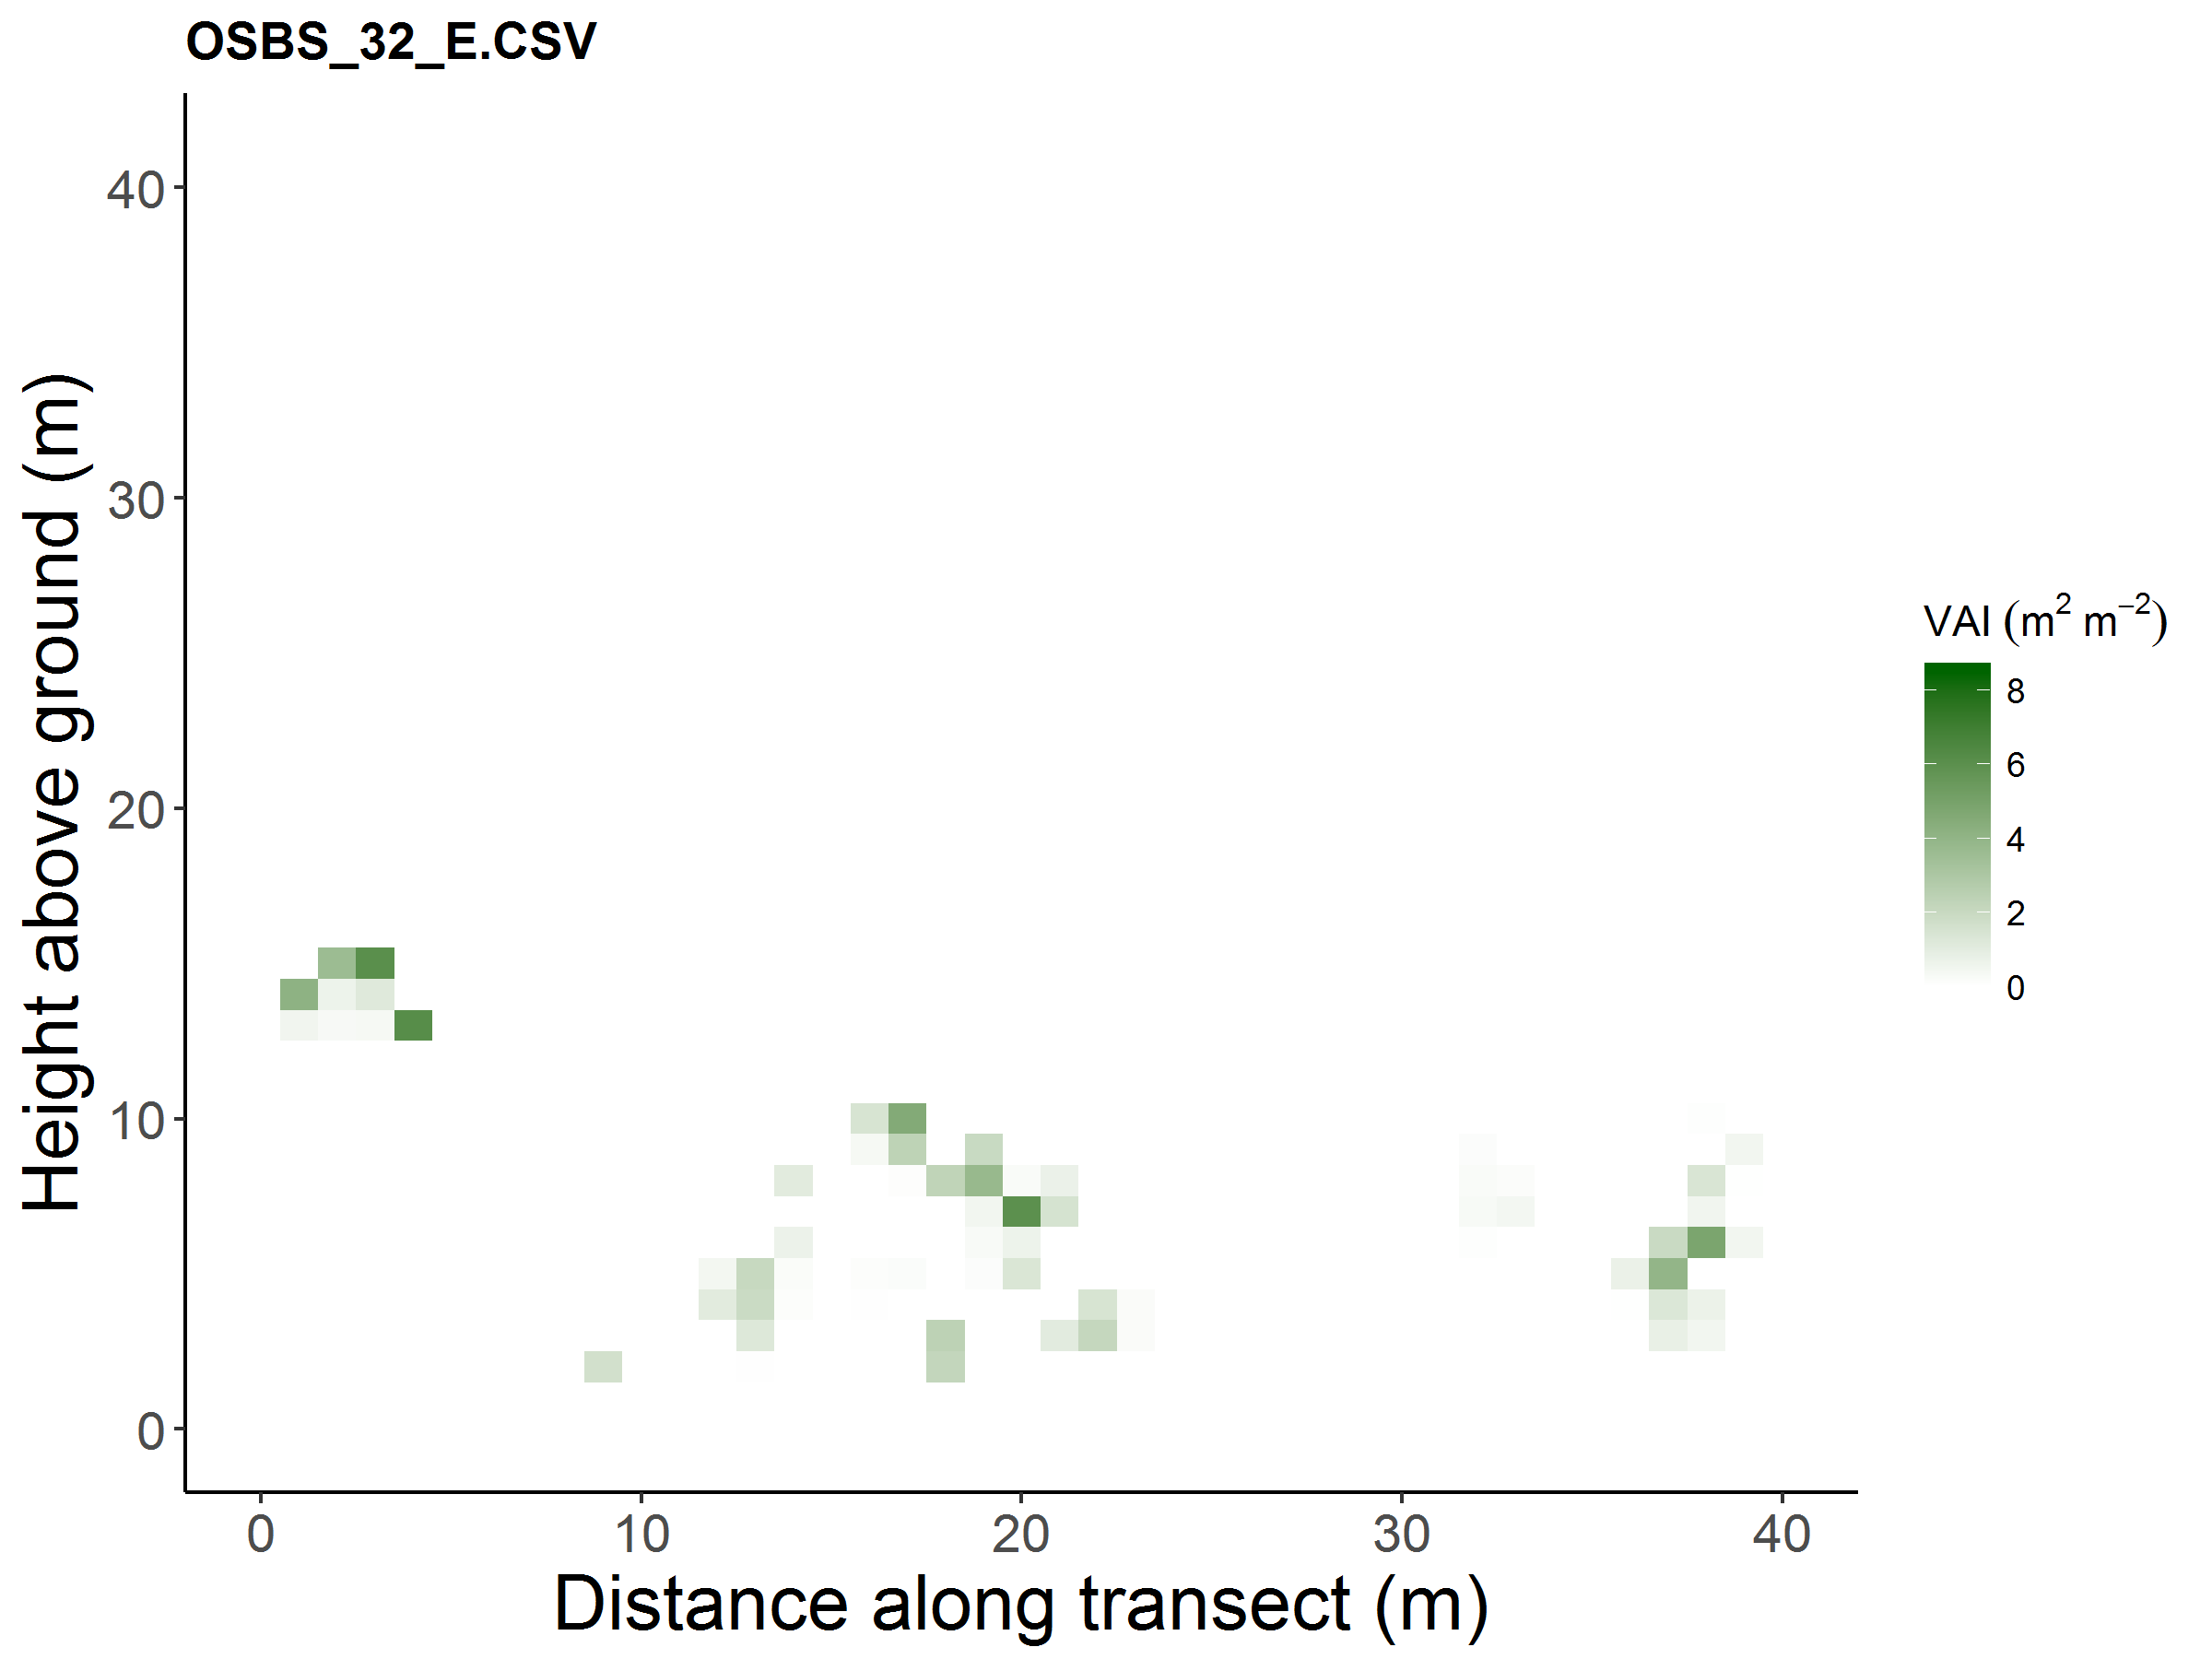 OSBS_32_E.CSV
Height above ground (m)
40
30
20
10
0
0 10 20 30 40
Distance along transect (m)
VAI (m² m⁻²)
8
6
4
2
0